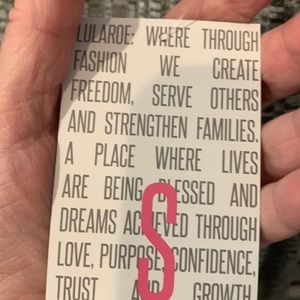 LULAROE: WHERE THROUGH
FASHION WE CREATE
FREEDOM, SERVE OTHERS
AND STRENGTHEN FAMILIES.
A PLACE WHERE LIVES
ARE BEING BLESSED AND
DREAMS ACHIEVED THROUGH
LOVE, PURPOSE, CONFIDENCE,
TRUST AND GROWTH
S